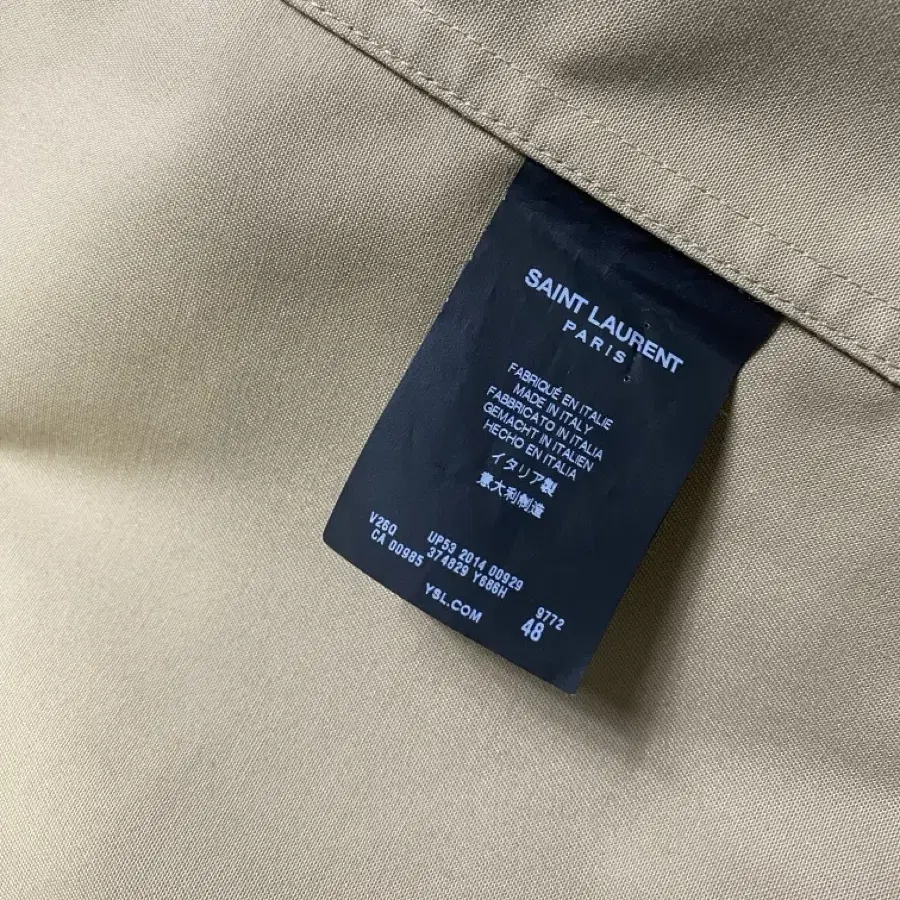 SAINT LAURENT
PARIS
FABRIQUÉ EN ITALIE
MADE IN ITALY
FABBRICATO IN ITALIA
GEMACHT IN ITALIEN
HECHO EN ITALIA
イタリア製
意大利制造
V26Q UP53 2014 00929 9772
CA 00985 374829 Y686H 48
YSL.COM